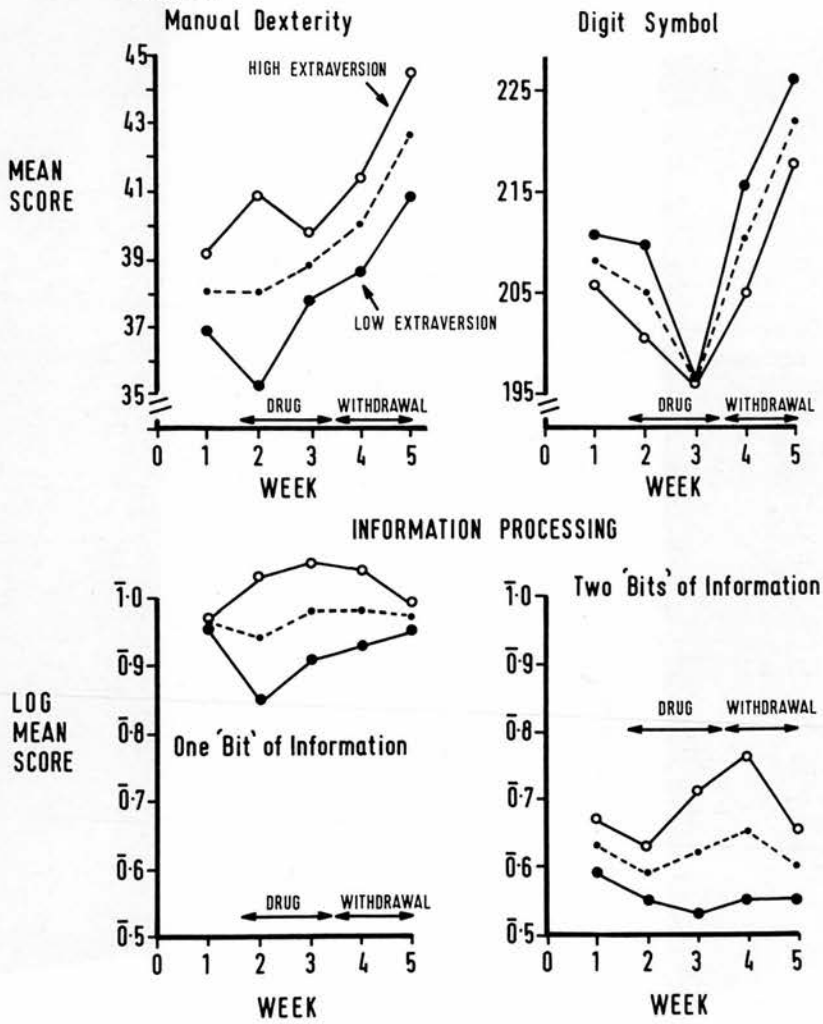 Manual Dexterity
Digit Symbol
MEAN
SCORE
45
43
41
39
37
35
HIGH EXTRAVERSION
LOW EXTRAVERSION
DRUG
WITHDRAWAL
0 1 2 3 4 5
WEEK
225
215
205
195
DRUG
WITHDRAWAL
0 1 2 3 4 5
WEEK
INFORMATION PROCESSING
LOG
MEAN
SCORE
1̄·0
0̄·9
0̄·8
0̄·7
0̄·6
0̄·5
One 'Bit' of Information
DRUG
WITHDRAWAL
0 1 2 3 4 5
WEEK
Two 'Bits' of Information
1̄·0
0̄·9
0̄·8
0̄·7
0̄·6
0̄·5
DRUG
WITHDRAWAL
0 1 2 3 4 5
WEEK